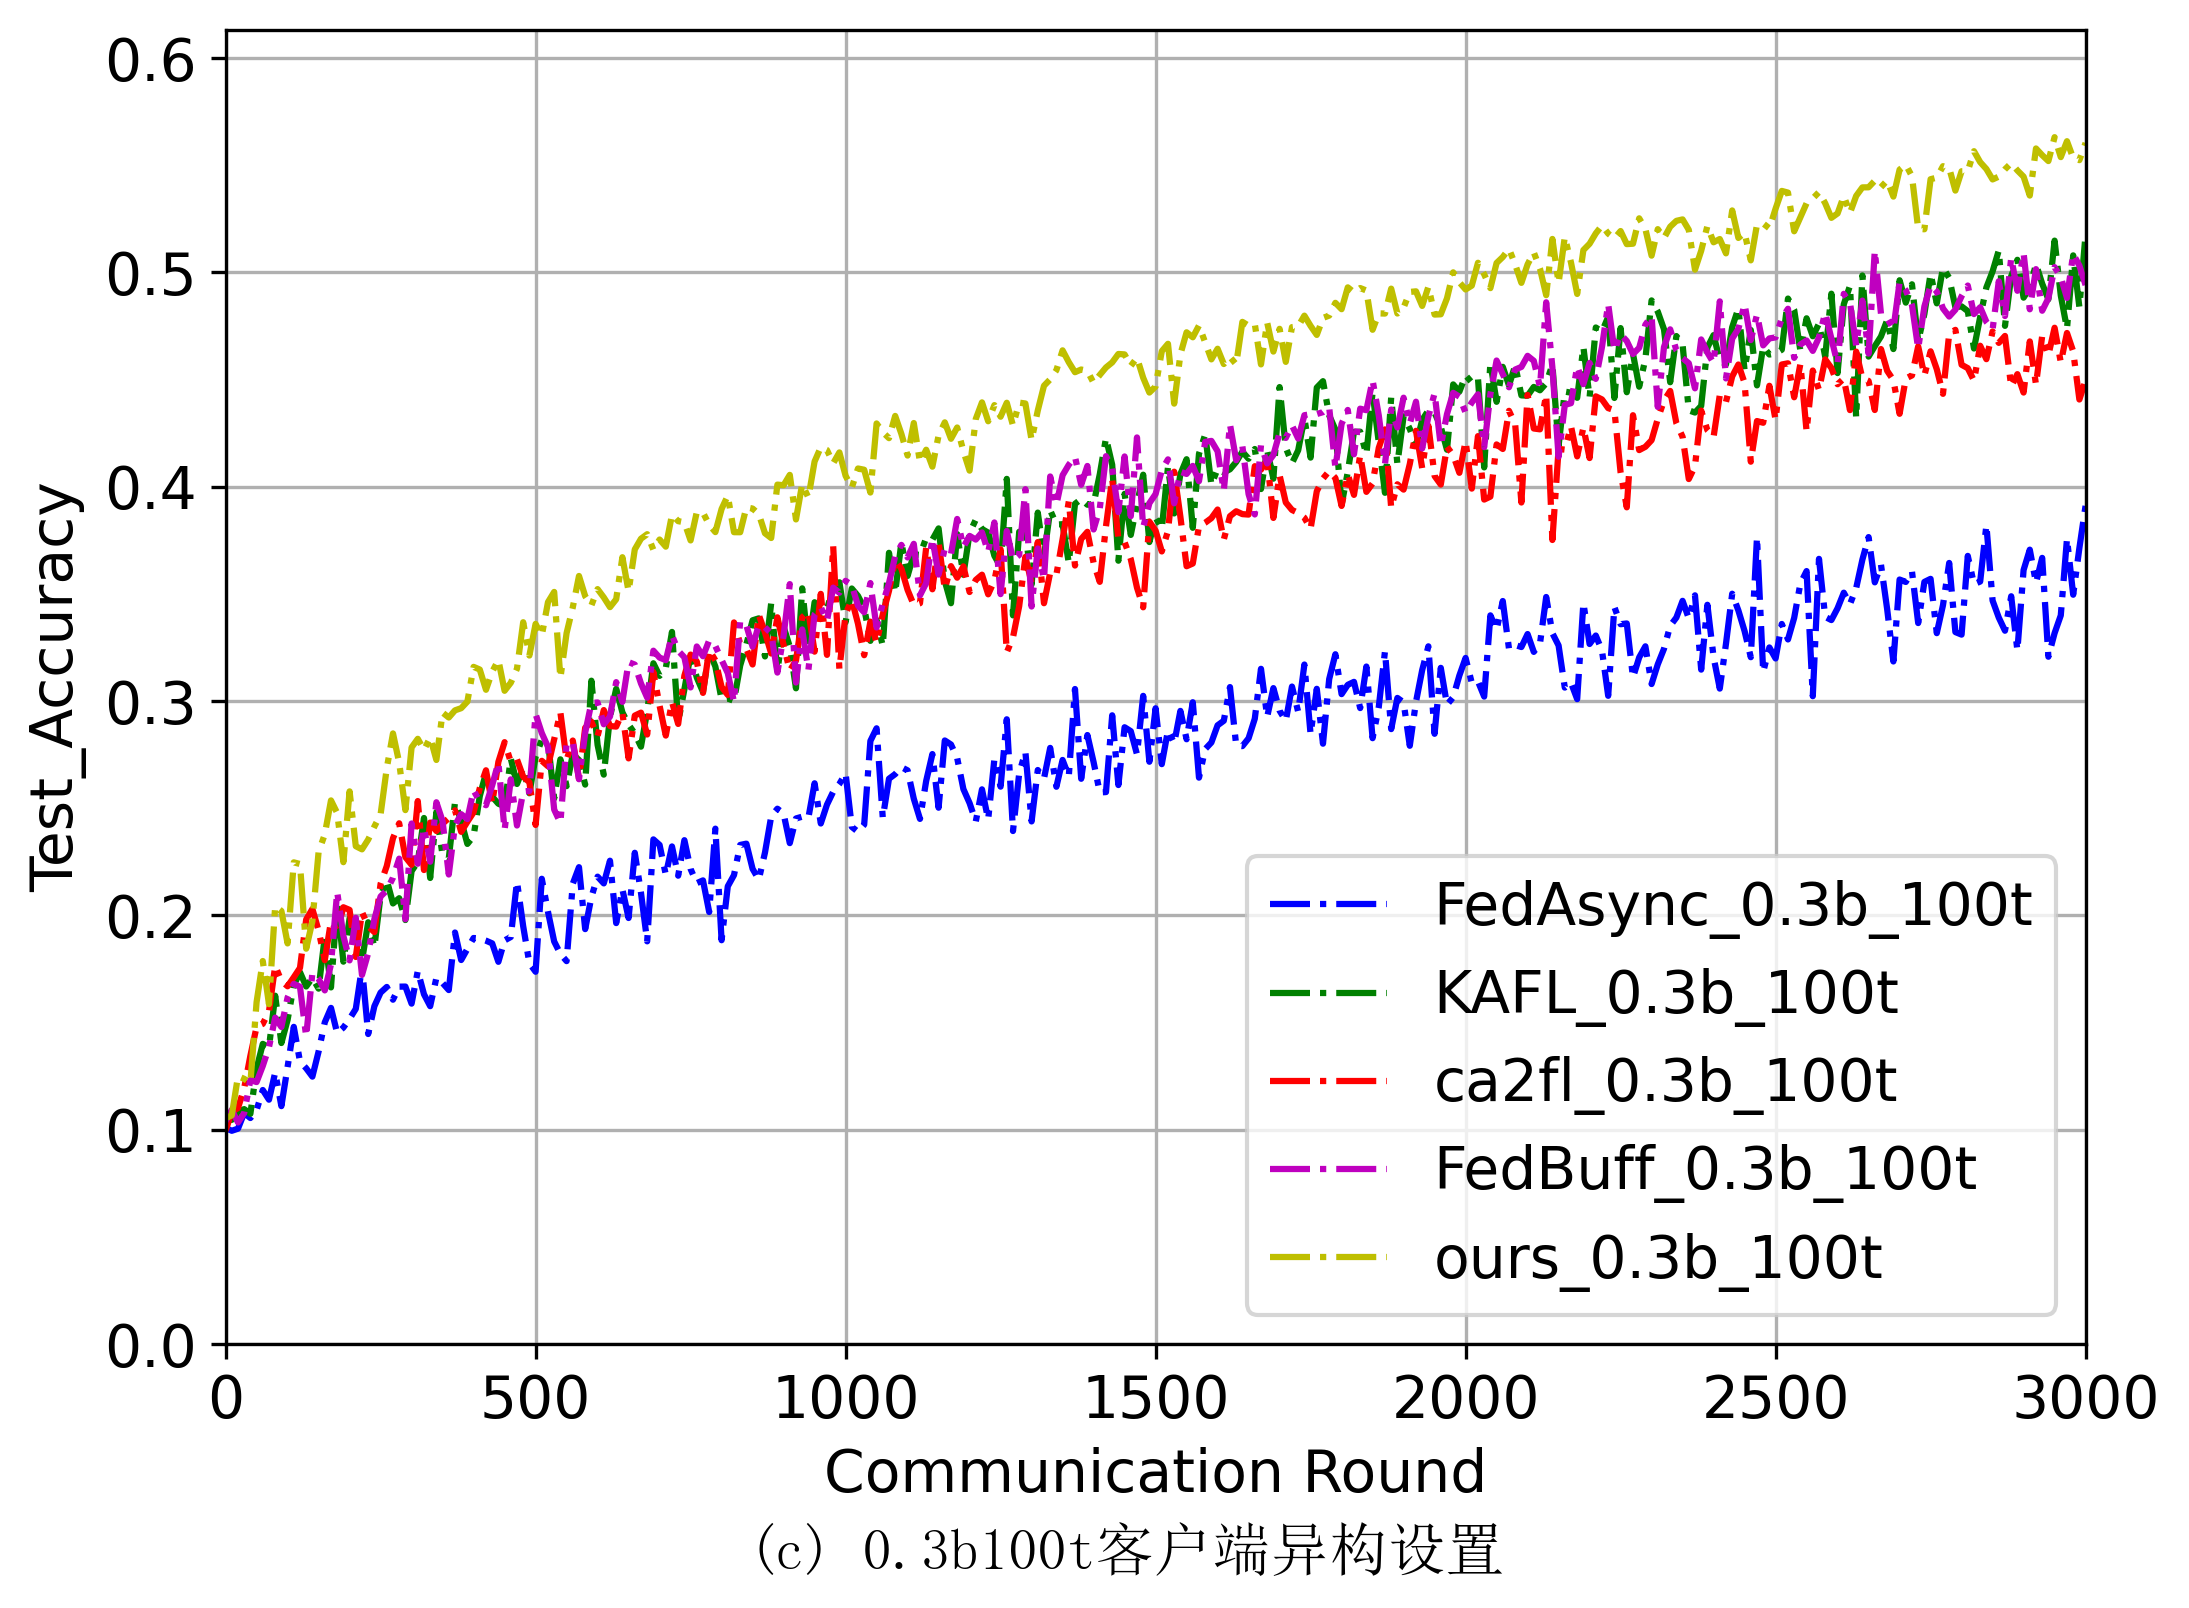 0.6
0.5
0.4
0.3
0.2
0.1
0.0
Test_Accuracy
FedAsync_0.3b_100t
KAFL_0.3b_100t
ca2fl_0.3b_100t
FedBuff_0.3b_100t
ours_0.3b_100t
0 500 1000 1500 2000 2500 3000
Communication Round
(c) 0.3b100t客户端异构设置